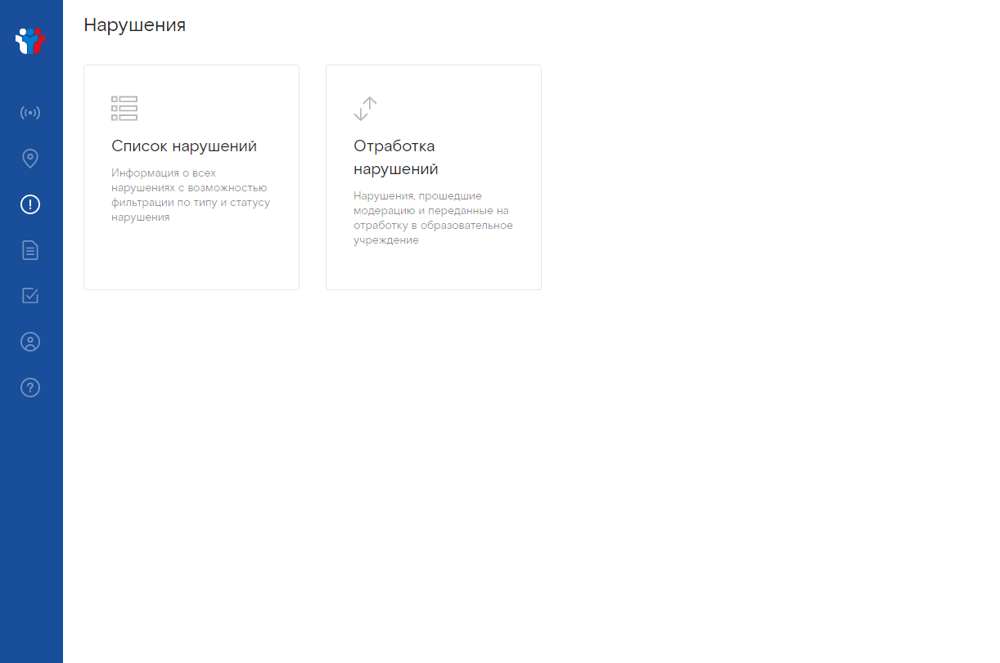 Нарушения
Список нарушений
Информация о всех
нарушениях с возможностью
фильтрации по типу и статусу
нарушения
Отработка
нарушений
Нарушения, прошедшие
модерацию и переданные на
отработку в образовательное
учреждение